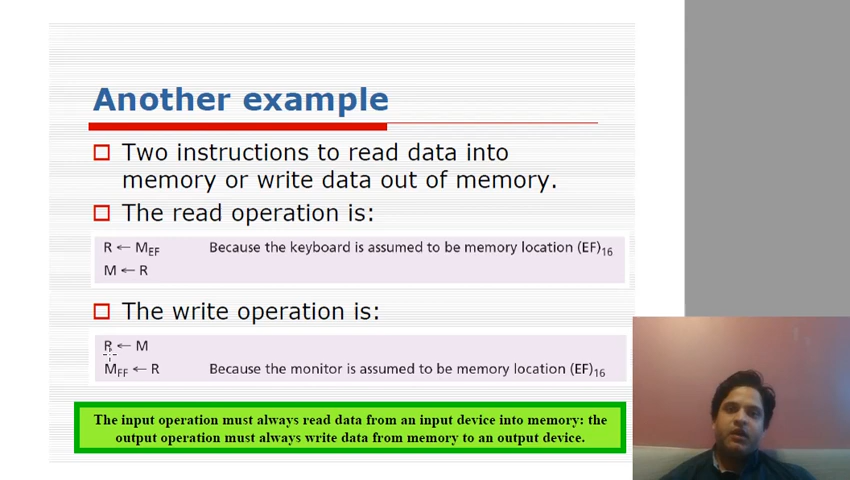 Another example
Two instructions to read data into
memory or write data out of memory.
The read operation is:
R ← MEF Because the keyboard is assumed to be memory location (EF)16
M ← R
The write operation is:
R ← M
MFF ← R Because the monitor is assumed to be memory location (EF)16
The input operation must always read data from an input device into memory: the
output operation must always write data from memory to an output device.